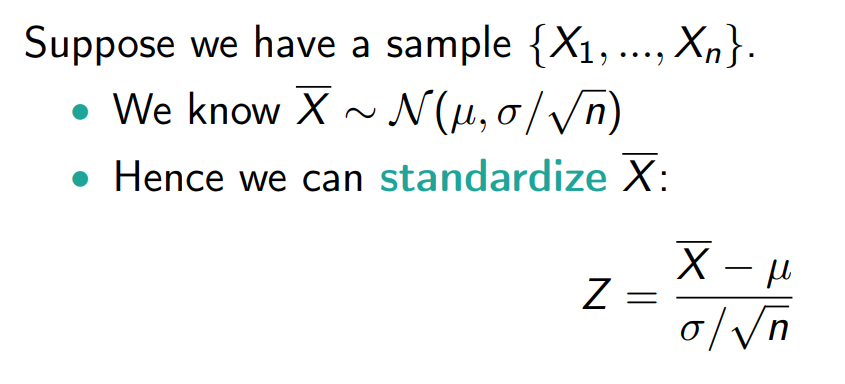 Suppose we have a sample {X₁, ..., Xₙ}.
• We know X̅ ∼ 𝒩(μ, σ/√n)
• Hence we can standardize X̅:
Z = (X̅ − μ) / (σ/√n)